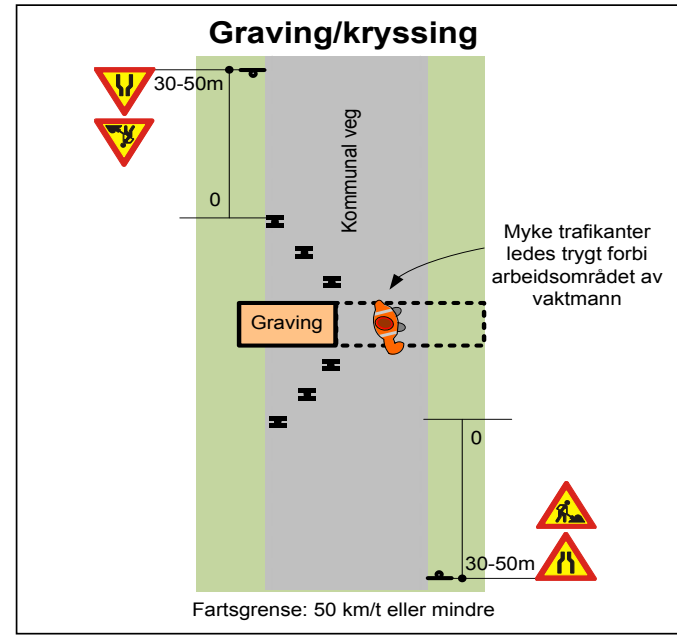 Graving/kryssing
30-50m
0
Kommunal veg
Myke trafikanter
ledes trygt forbi
arbeidsområdet av
vaktmann
Graving
0
30-50m
Fartsgrense: 50 km/t eller mindre